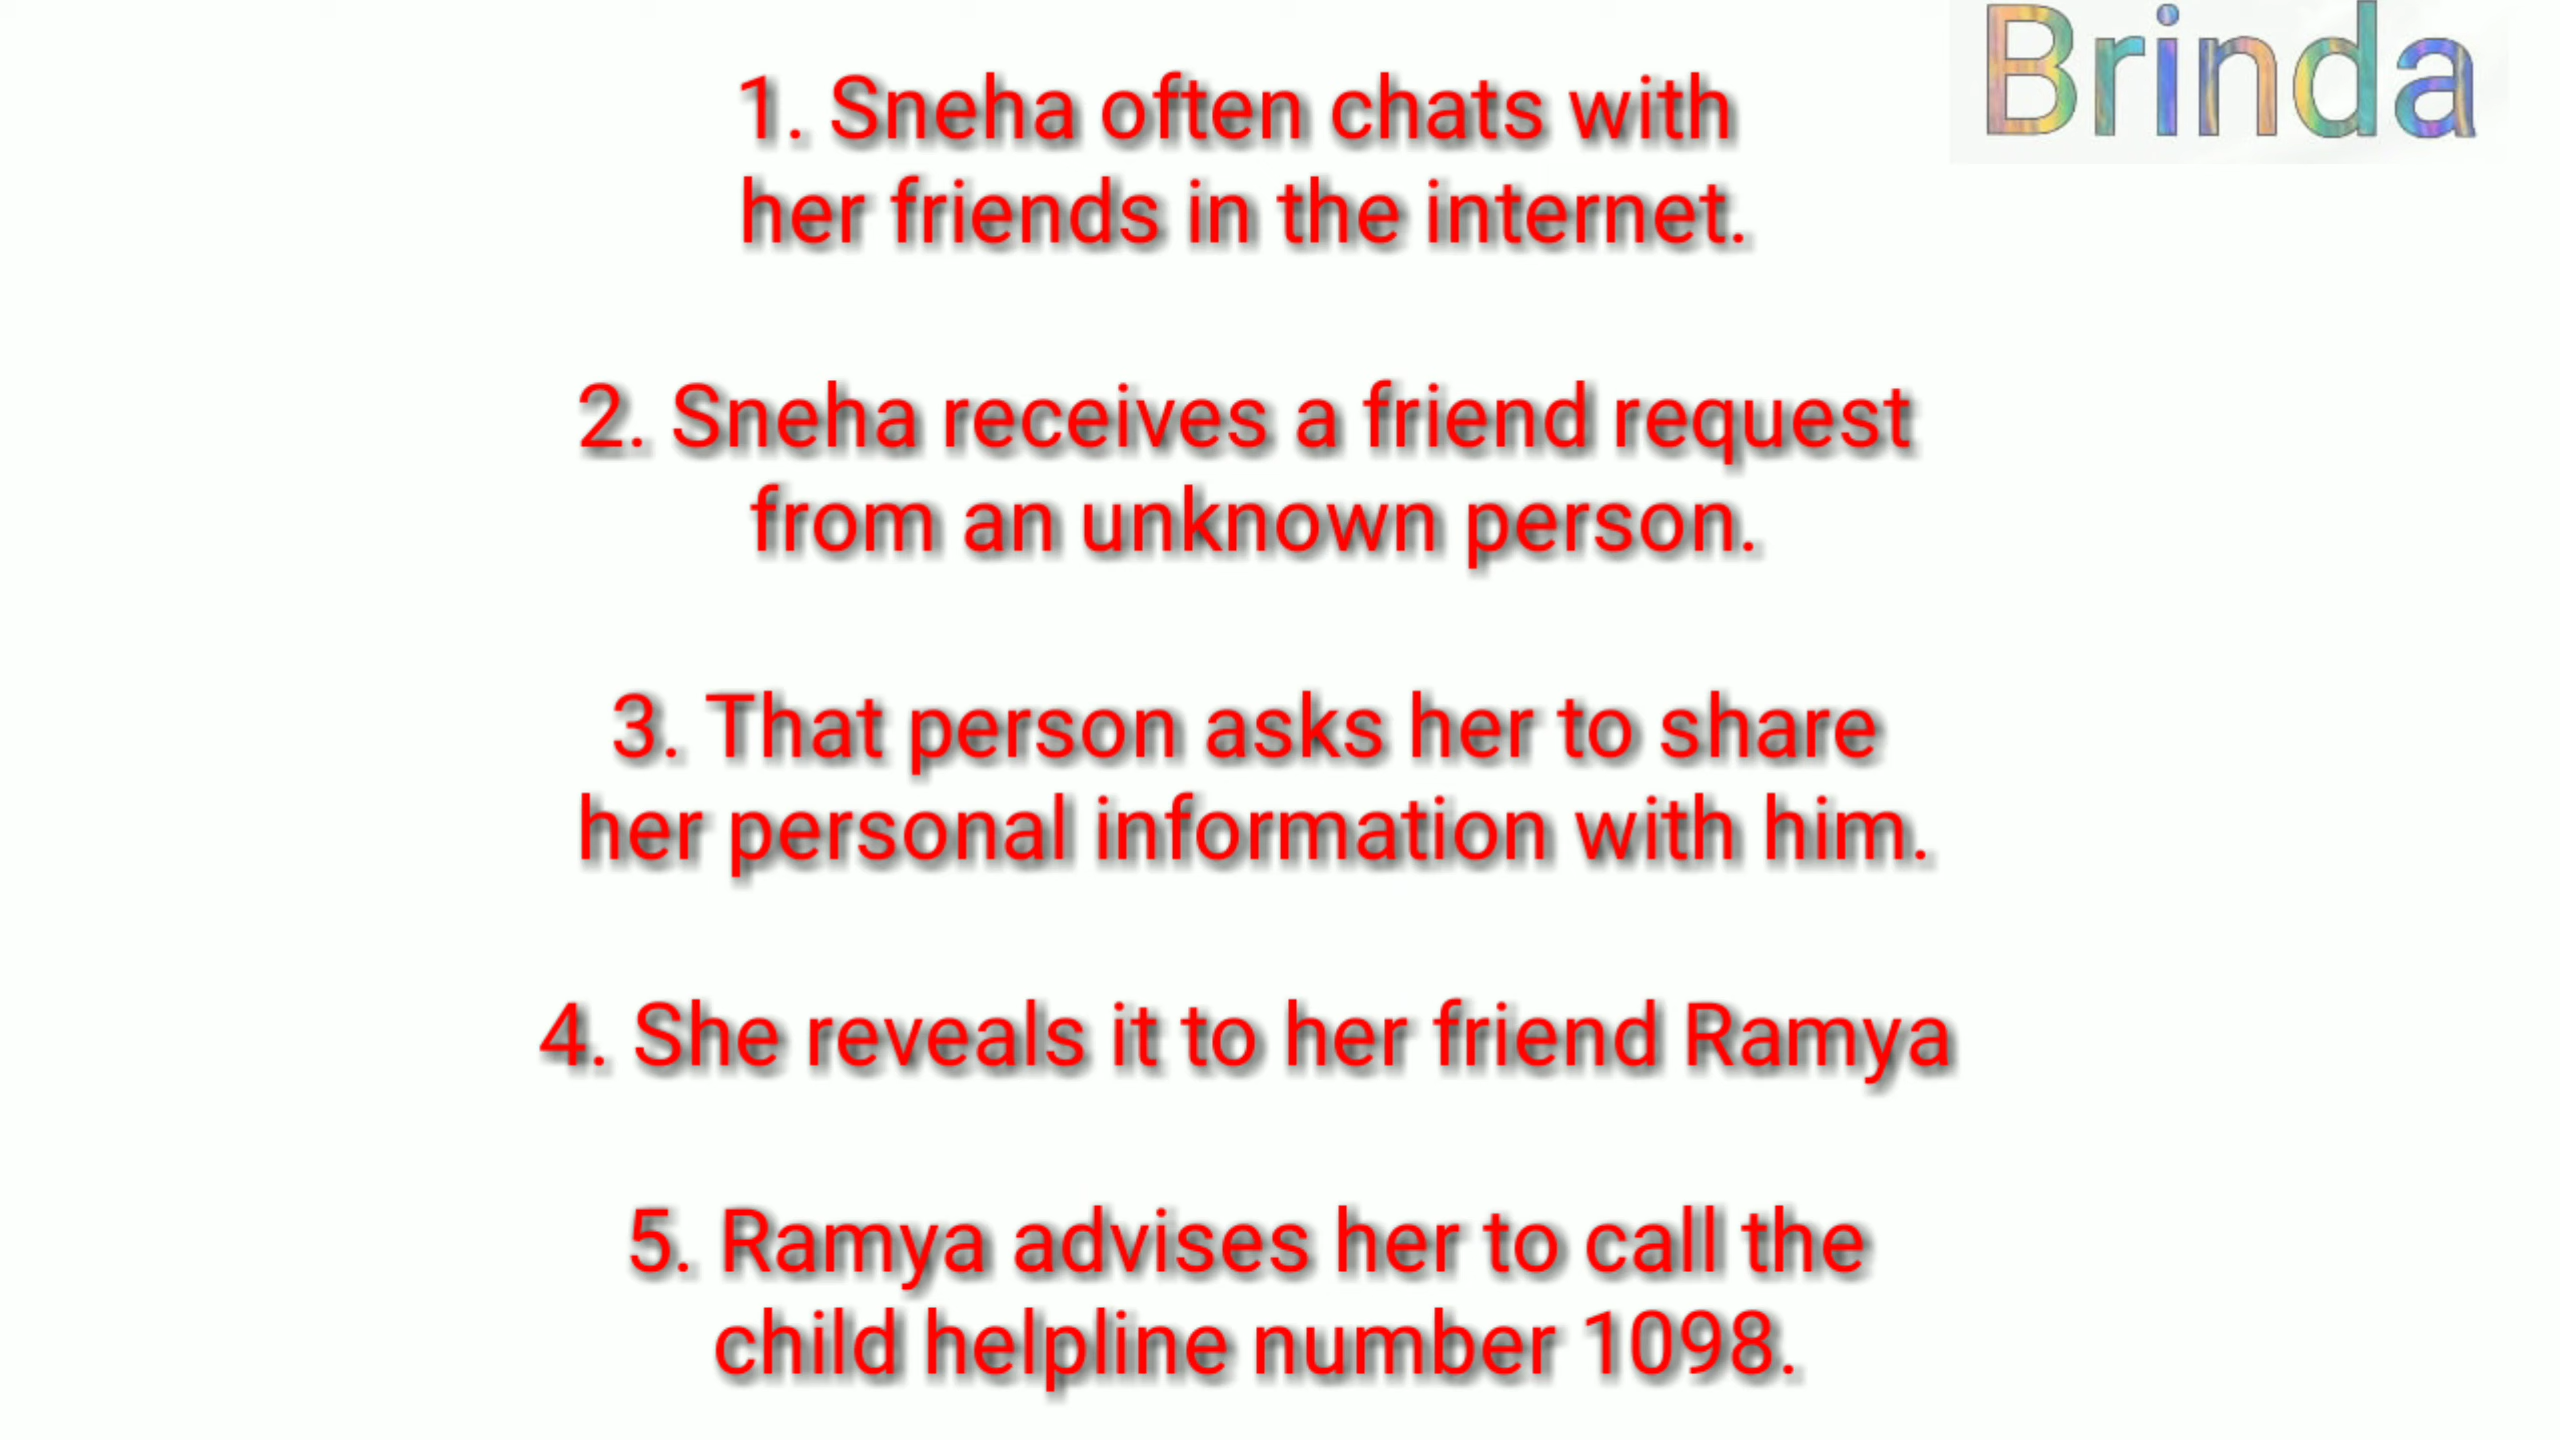 Brinda
1. Sneha often chats with
her friends in the internet.
2. Sneha receives a friend request
from an unknown person.
3. That person asks her to share
her personal information with him.
4. She reveals it to her friend Ramya
5. Ramya advises her to call the
child helpline number 1098.